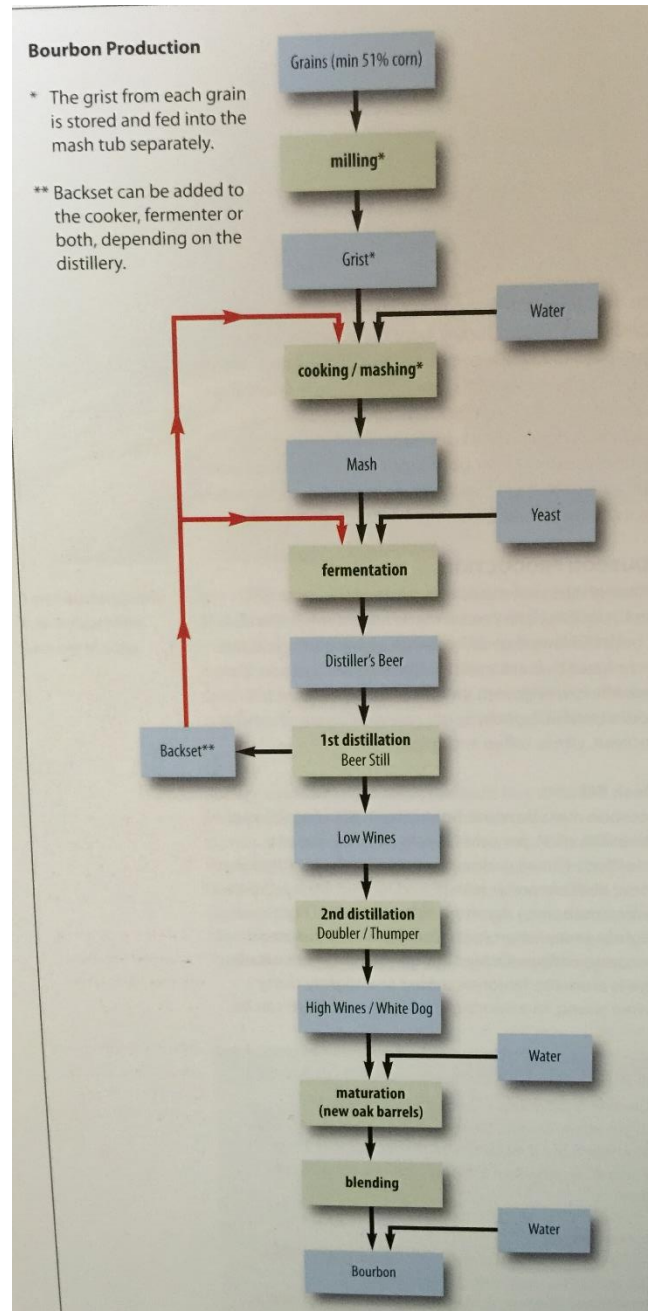 Bourbon Production
* The grist from each grain
is stored and fed into the
mash tub separately.
** Backset can be added to
the cooker, fermenter or
both, depending on the
distillery.
Grains (min 51% corn)
milling*
Grist*
Water
cooking / mashing*
Mash
Yeast
fermentation
Distiller's Beer
1st distillation
Beer Still
Backset**
Low Wines
2nd distillation
Doubler / Thumper
High Wines / White Dog
Water
maturation
(new oak barrels)
blending
Water
Bourbon